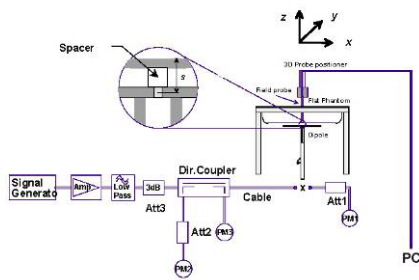 z
y
x
Spacer
s
3D Probe positioner
Field probe
Flat Phantom
Dipole
Signal
Generato
Amp
Low
Pass
3dB
Att3
Dir.Coupler
Cable
x
Att1
PM1
Att2
PM3
PM2
PC